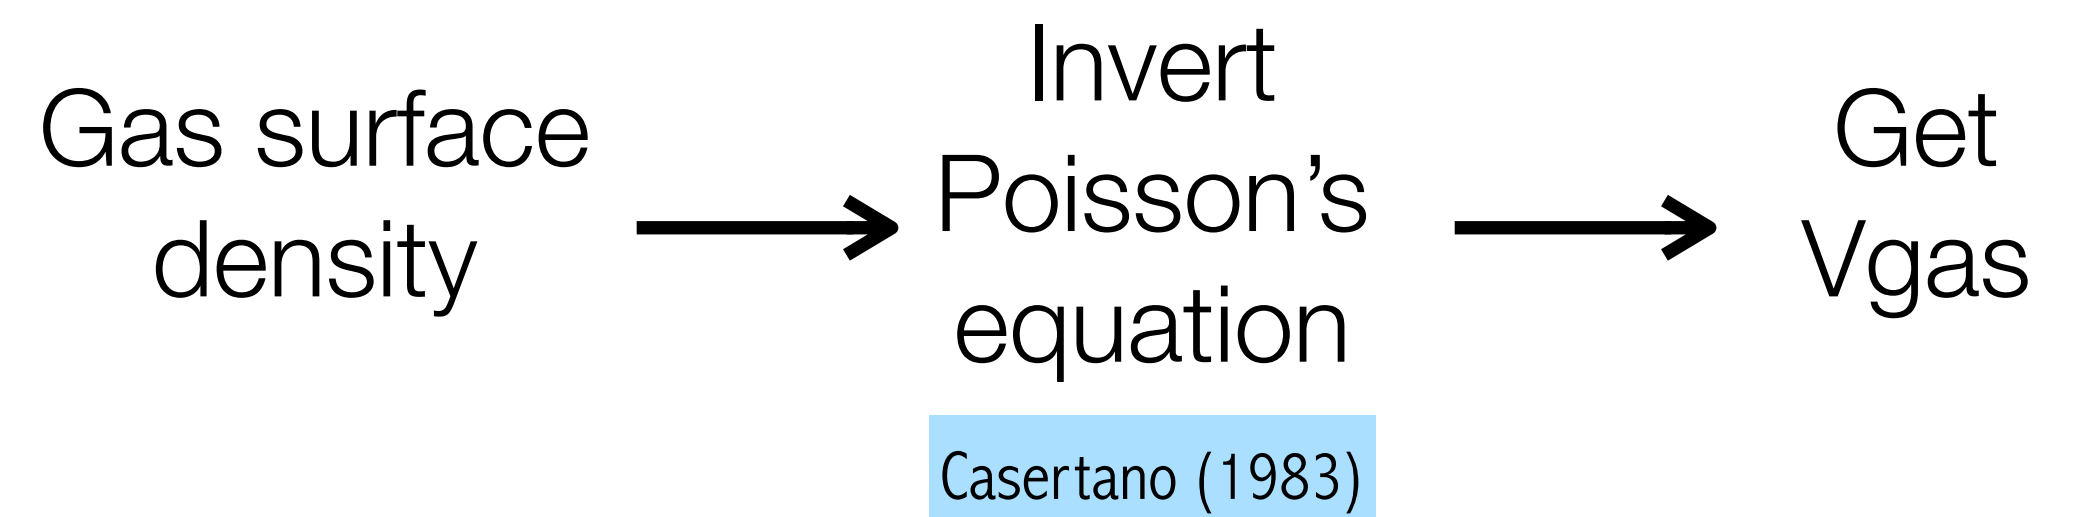 Gas surface
density
Invert
Poisson’s
equation
Casertano (1983)
Get
Vgas